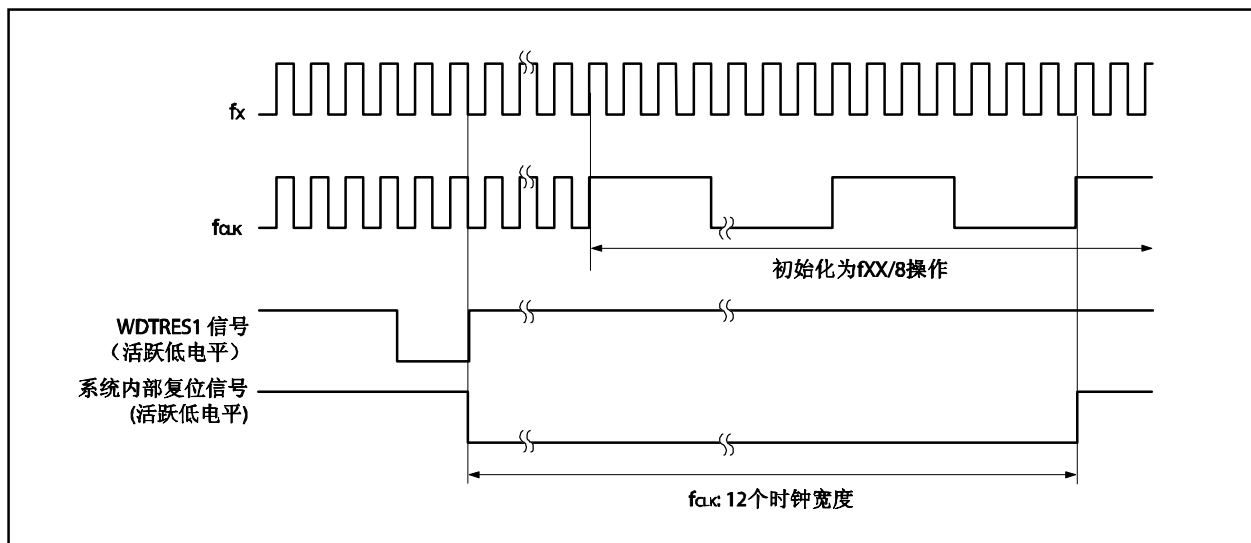 fX
fCLK
初始化为fXX/8操作
WDTRES1 信号
（活跃低电平）
系统内部复位信号
(活跃低电平)
fCLK: 12个时钟宽度